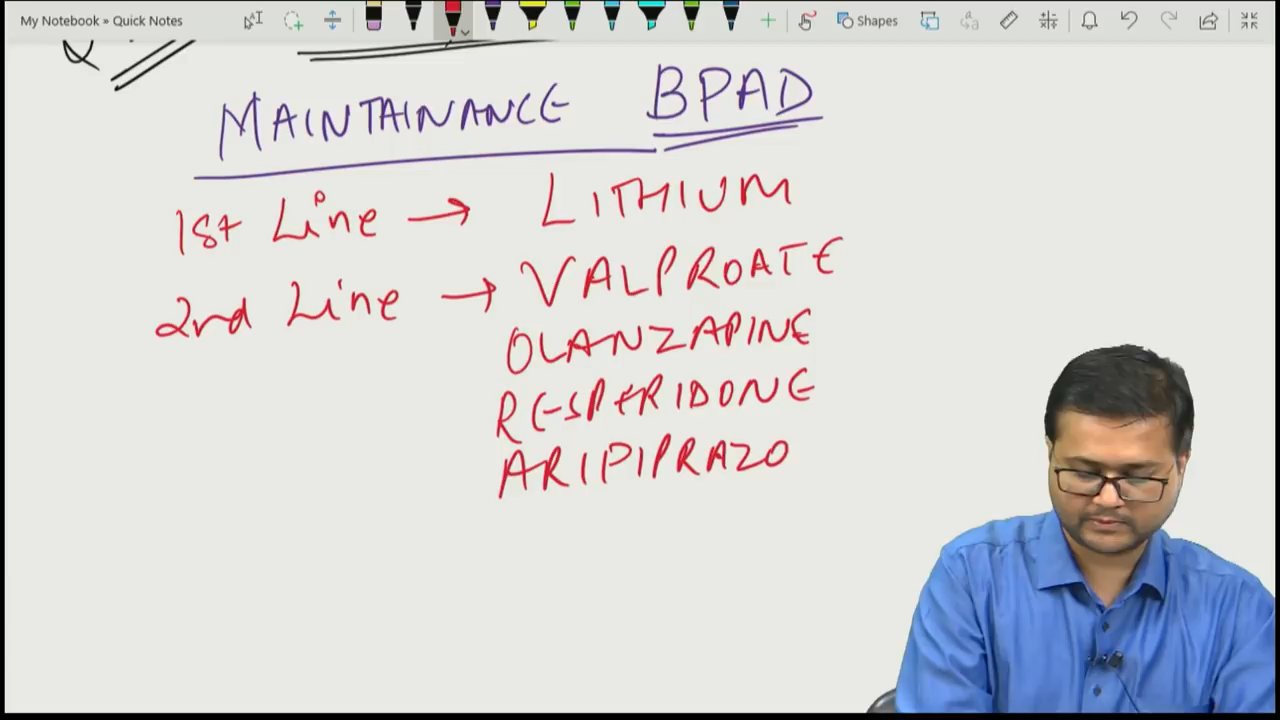 My Notebook » Quick Notes
Shapes
MAINTAINANCE BPAD
1st Line → LITHIUM
2nd Line → VALPROATE
OLANZAPINE
RESPERIDONE
ARIPIPRAZO